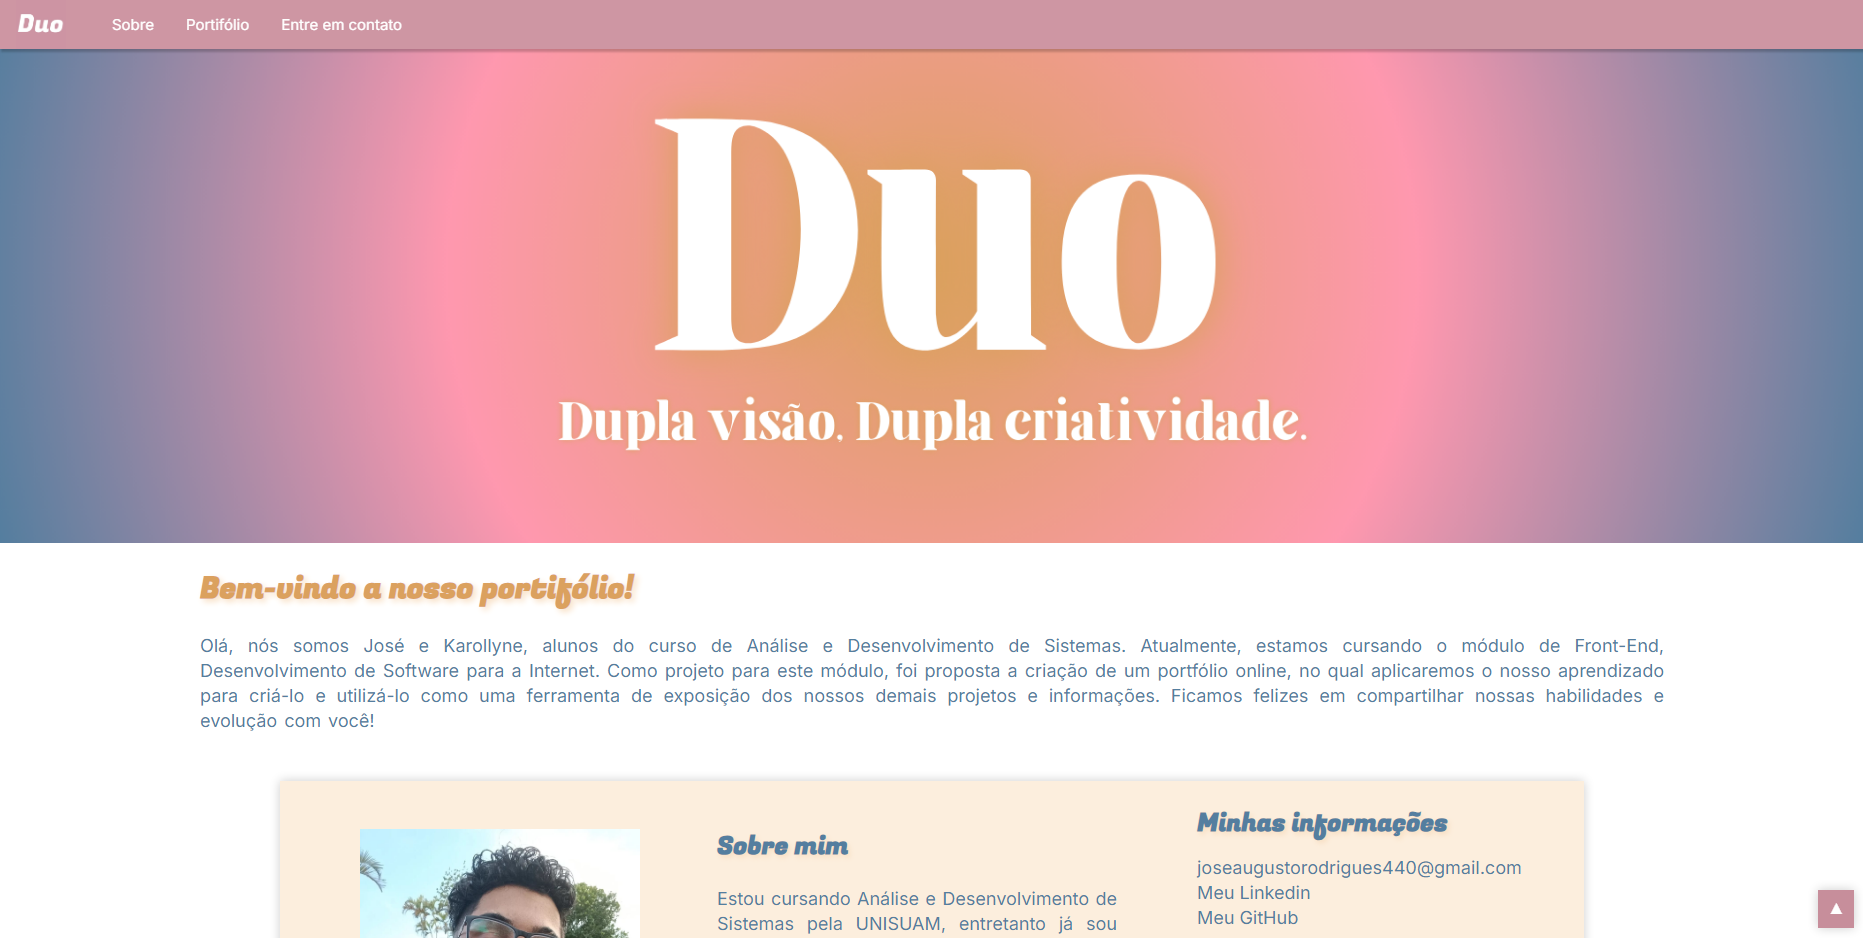 Duo
Sobre
Portifólio
Entre em contato
Duo
Dupla visão. Dupla criatividade.
Bem-vindo a nosso portifólio!
Olá, nós somos José e Karollyne, alunos do curso de Análise e Desenvolvimento de Sistemas. Atualmente, estamos cursando o módulo de Front-End,
Desenvolvimento de Software para a Internet. Como projeto para este módulo, foi proposta a criação de um portfólio online, no qual aplicaremos o nosso aprendizado
para criá-lo e utilizá-lo como uma ferramenta de exposição dos nossos demais projetos e informações. Ficamos felizes em compartilhar nossas habilidades e
evolução com você!
Sobre mim
Estou cursando Análise e Desenvolvimento de
Sistemas pela UNISUAM, entretanto já sou
Minhas informações
joseaugustorodrigues440@gmail.com
Meu Linkedin
Meu GitHub